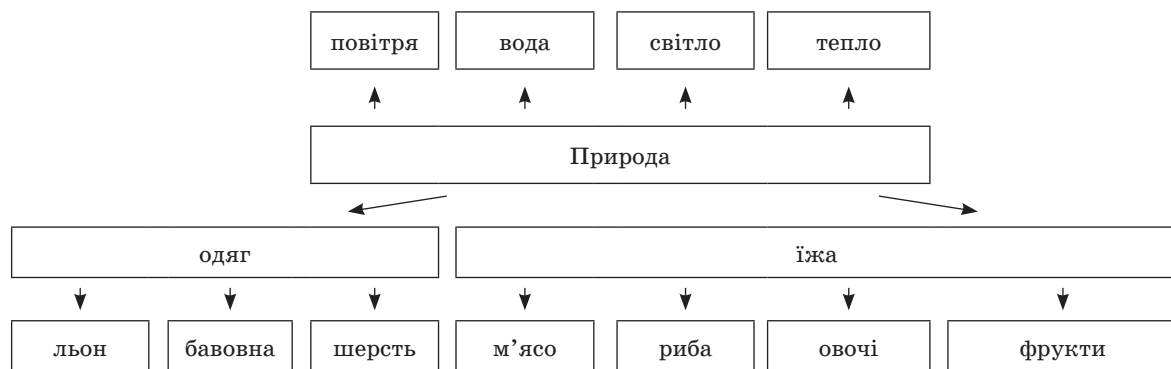 повітря вода світло тепло
Природа
одяг їжа
льон бавовна шерсть м’ясо риба овочі фрукти